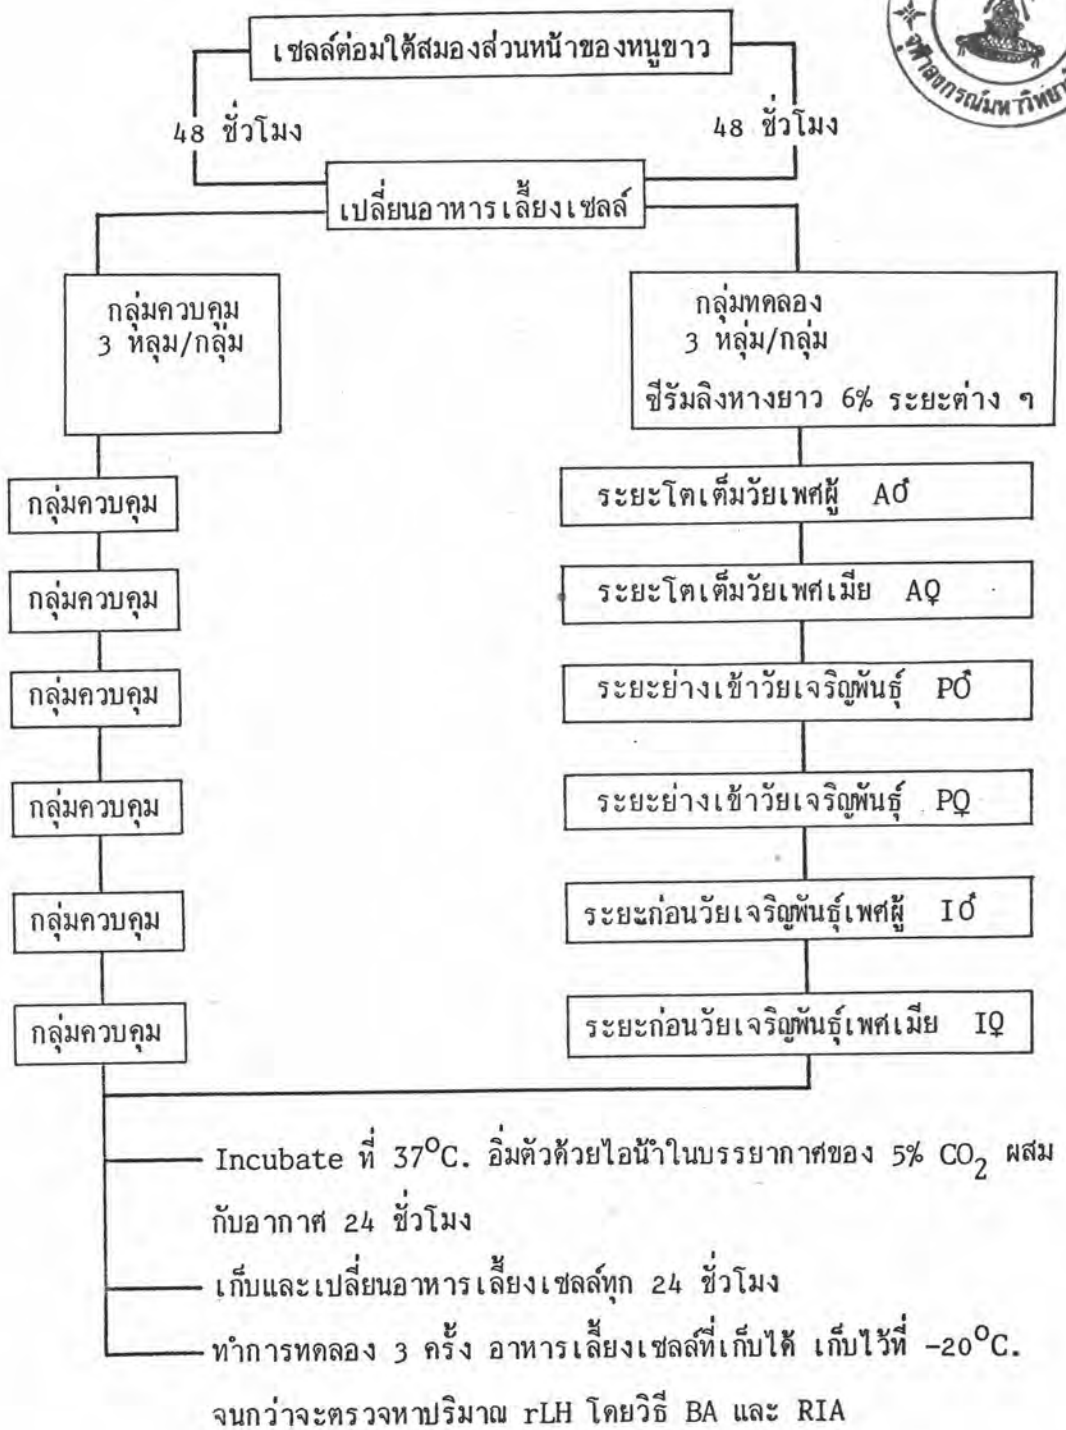 เซลล์ต่อมใต้สมองส่วนหน้าของหนูขาว
จุฬาลงกรณ์มหาวิทยาลัย
48 ชั่วโมง
48 ชั่วโมง
เปลี่ยนอาหารเลี้ยงเซลล์
กลุ่มควบคุม
3 หลุม/กลุ่ม
กลุ่มทดลอง
3 หลุ่ม/กลุ่ม
ซีรัมลิงหางยาว 6% ระยะต่าง ๆ
กลุ่มควบคุม
ระยะโตเต็มวัยเพศผู้ A♂
กลุ่มควบคุม
ระยะโตเต็มวัยเพศเมีย A♀
กลุ่มควบคุม
ระยะย่างเข้าวัยเจริญพันธุ์ P♂
กลุ่มควบคุม
ระยะย่างเข้าวัยเจริญพันธุ์ P♀
กลุ่มควบคุม
ระยะก่อนวัยเจริญพันธุ์เพศผู้ I♂
กลุ่มควบคุม
ระยะก่อนวัยเจริญพันธุ์เพศเมีย I♀
Incubate ที่ 37°C. อิ่มตัวด้วยไอน้ำในบรรยากาศของ 5% CO₂ ผสม
กับอากาศ 24 ชั่วโมง
เก็บและเปลี่ยนอาหารเลี้ยงเซลล์ทุก 24 ชั่วโมง
ทำการทดลอง 3 ครั้ง อาหารเลี้ยงเซลล์ที่เก็บได้ เก็บไว้ที่ -20°C.
จนกว่าจะตรวจหาปริมาณ rLH โดยวิธี BA และ RIA